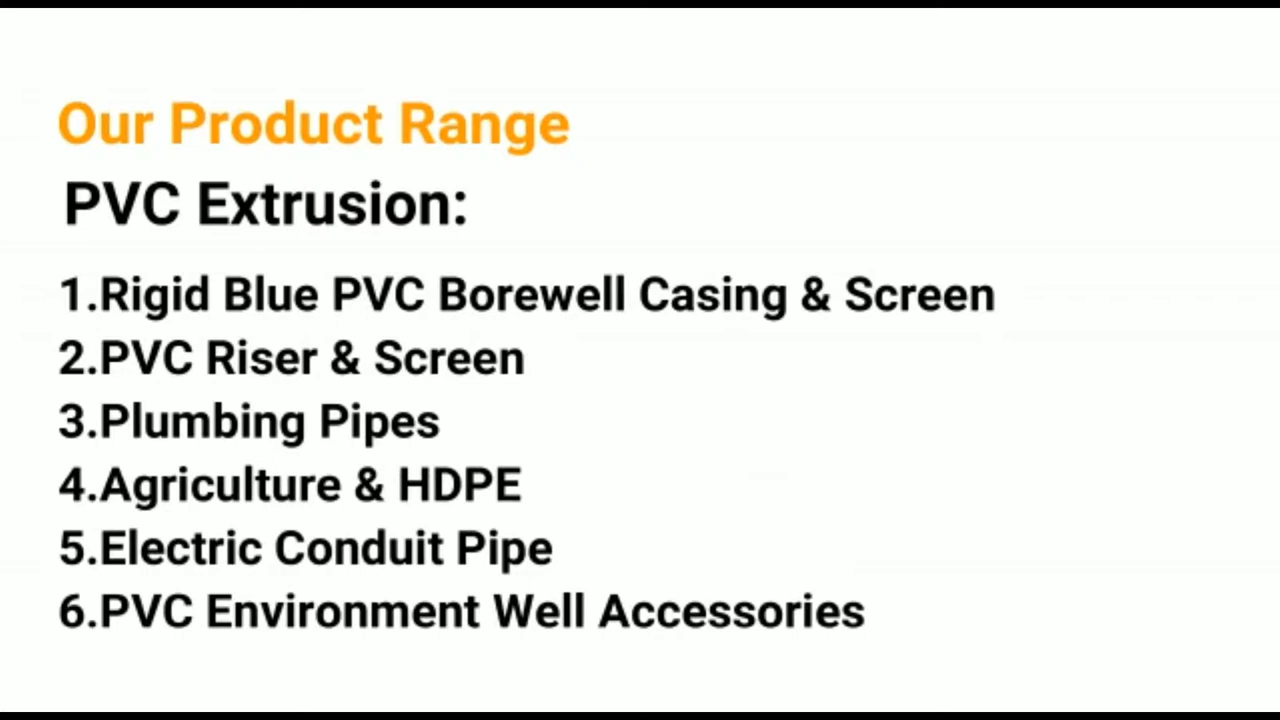 Our Product Range
PVC Extrusion:
1.Rigid Blue PVC Borewell Casing & Screen
2.PVC Riser & Screen
3.Plumbing Pipes
4.Agriculture & HDPE
5.Electric Conduit Pipe
6.PVC Environment Well Accessories